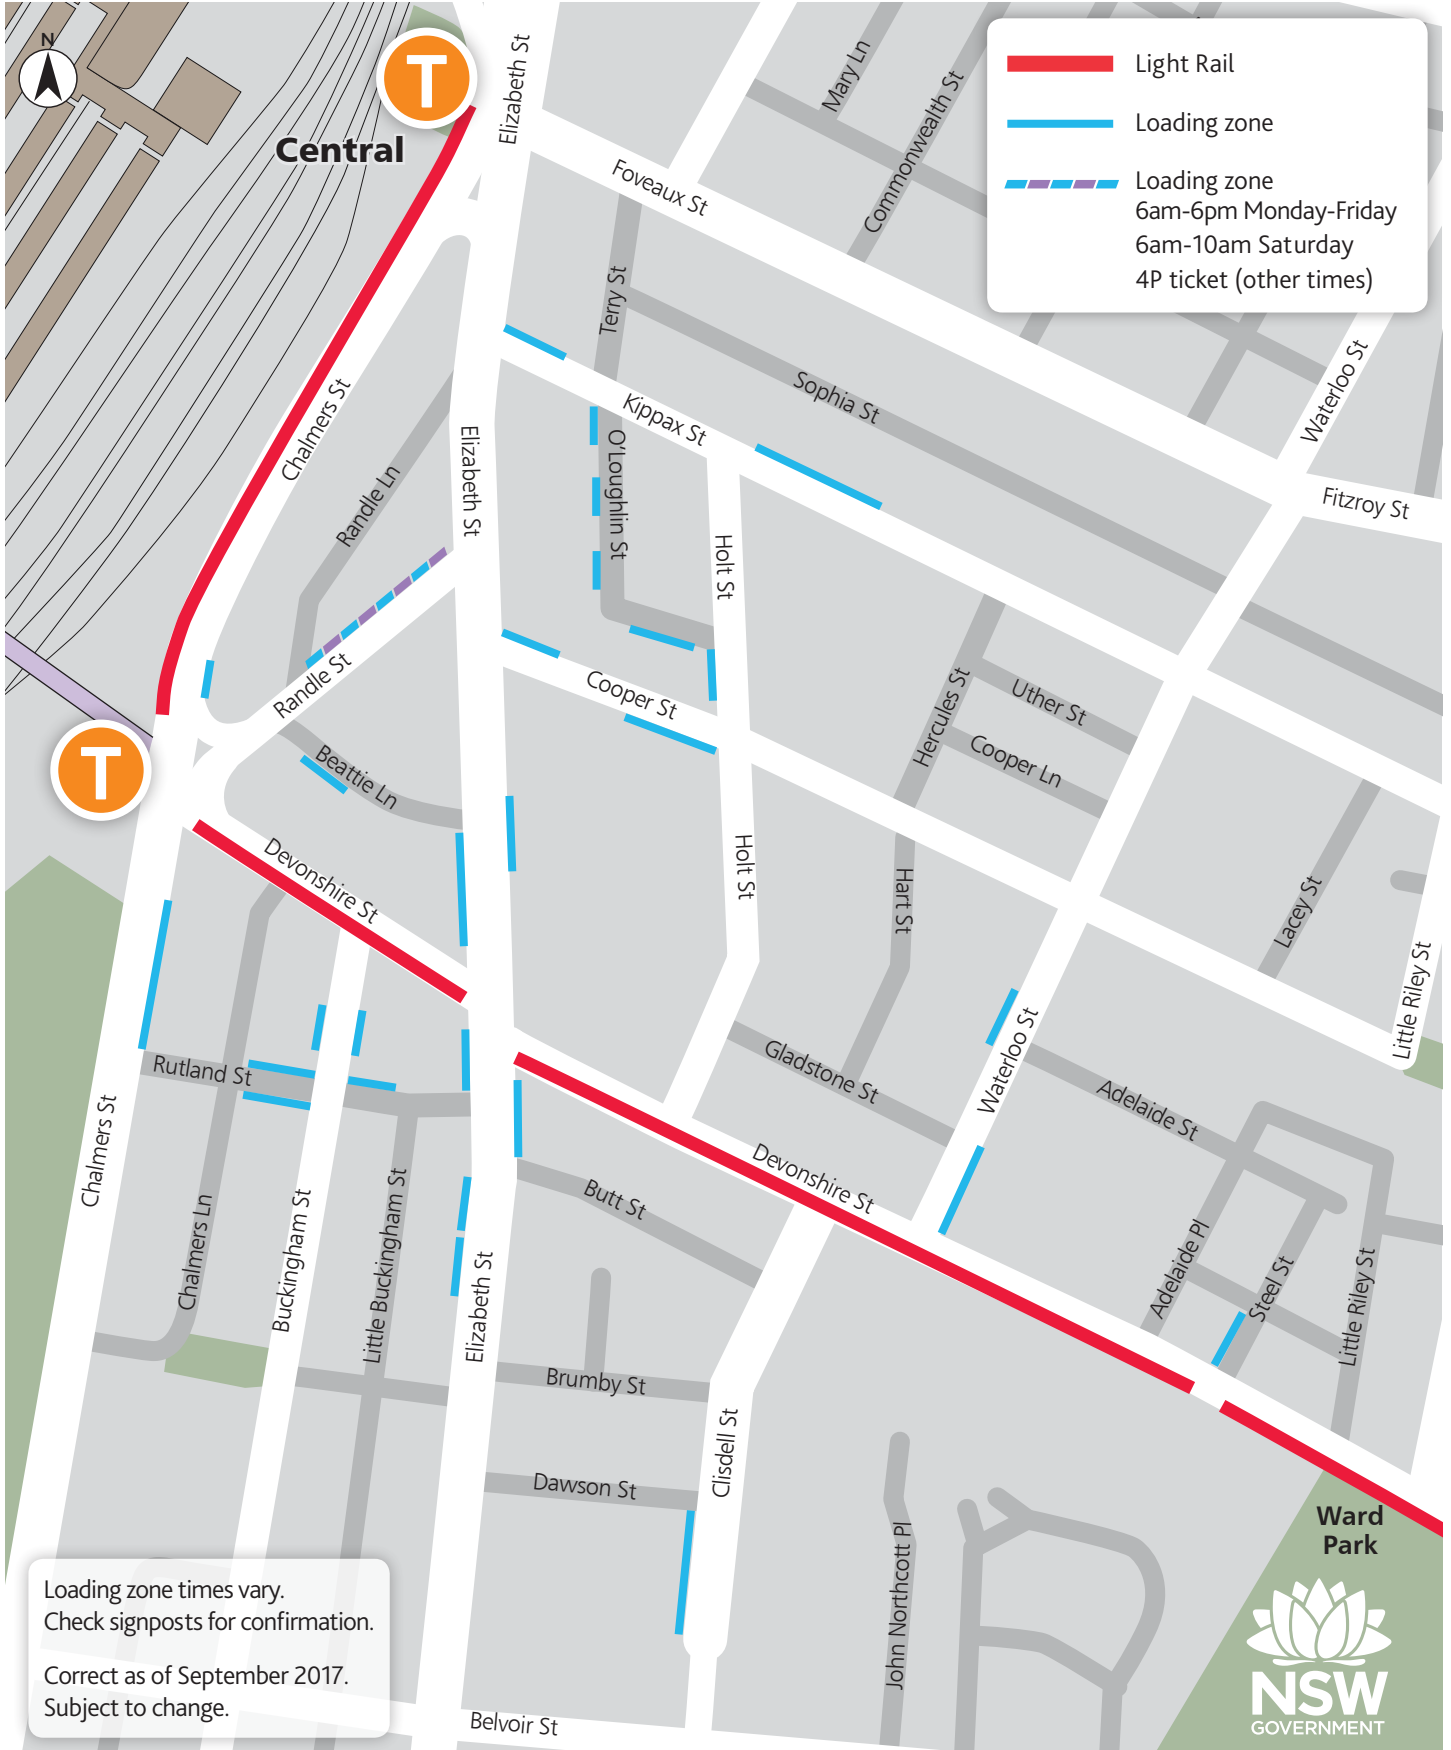 N
T
Central
Elizabeth St
Mary Ln
Commonwealth St
Foveaux St
Light Rail
Loading zone
Loading zone
6am-6pm Monday-Friday
6am-10am Saturday
4P ticket (other times)
Terry St
Sophia St
Waterloo St
Chalmers St
Kippax St
Randle Ln
Elizabeth St
O'Loughlin St
Fitzroy St
Holt St
Randle St
Cooper St
Hercules St
Uther St
Cooper Ln
T
Beattie Ln
Devonshire St
Holt St
Hart St
Lacey St
Little Riley St
Rutland St
Gladstone St
Waterloo St
Adelaide St
Chalmers St
Chalmers Ln
Buckingham St
Little Buckingham St
Butt St
Devonshire St
Elizabeth St
Adelaide Pl
Steel St
Little Riley St
Brumby St
Clisdell St
Dawson St
John Northcott Pl
Ward
Park
Loading zone times vary.
Check signposts for confirmation.
Correct as of September 2017.
Subject to change.
Belvoir St
NSW
GOVERNMENT